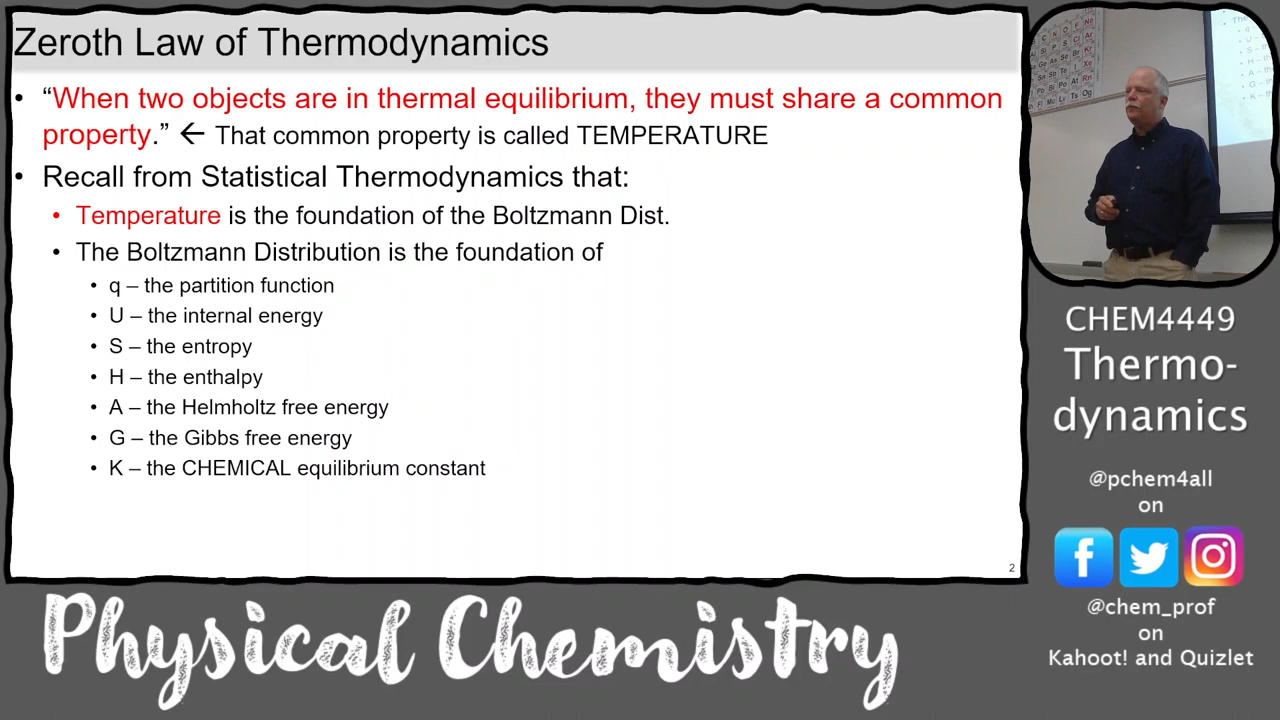 Zeroth Law of Thermodynamics
• “When two objects are in thermal equilibrium, they must share a common
property.” ← That common property is called TEMPERATURE
• Recall from Statistical Thermodynamics that:
• Temperature is the foundation of the Boltzmann Dist.
• The Boltzmann Distribution is the foundation of
• q – the partition function
• U – the internal energy
• S – the entropy
• H – the enthalpy
• A – the Helmholtz free energy
• G – the Gibbs free energy
• K – the CHEMICAL equilibrium constant
2
CHEM4449
Thermo-
dynamics
@pchem4all
on
@chem_prof
on
Kahoot! and Quizlet
Physical Chemistry